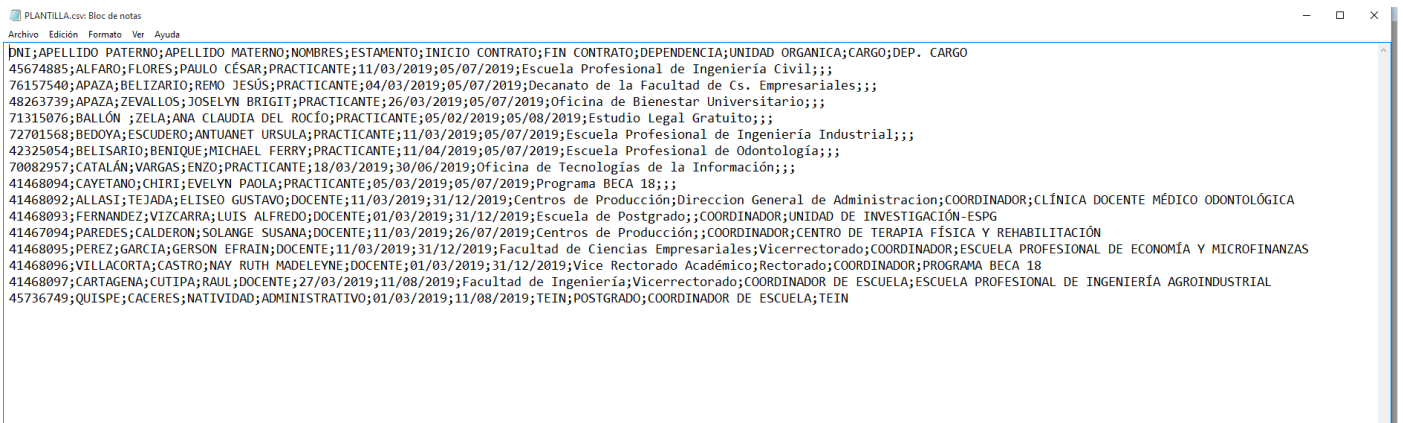 PLANTILLA.csv: Bloc de notas
Archivo Edición Formato Ver Ayuda
DNI;APELLIDO PATERNO;APELLIDO MATERNO;NOMBRES;ESTAMENTO;INICIO CONTRATO;FIN CONTRATO;DEPENDENCIA;UNIDAD ORGANICA;CARGO;DEP. CARGO
45674885;ALFARO;FLORES;PAULO CÉSAR;PRACTICANTE;11/03/2019;05/07/2019;Escuela Profesional de Ingeniería Civil;;;
76157540;APAZA;BELIZARIO;REMO JESÚS;PRACTICANTE;04/03/2019;05/07/2019;Decanato de la Facultad de Cs. Empresariales;;;
48263739;APAZA;ZEVALLOS;JOSELYN BRIGIT;PRACTICANTE;26/03/2019;05/07/2019;Oficina de Bienestar Universitario;;;
71315076;BALLÓN ;ZELA;ANA CLAUDIA DEL ROCÍO;PRACTICANTE;05/02/2019;05/08/2019;Estudio Legal Gratuito;;;
72701568;BEDOYA;ESCUDERO;ANTUANET URSULA;PRACTICANTE;11/03/2019;05/07/2019;Escuela Profesional de Ingeniería Industrial;;;
42325054;BELISARIO;BENIQUE;MICHAEL FERRY;PRACTICANTE;11/04/2019;05/07/2019;Escuela Profesional de Odontología;;;
70082957;CATALÁN;VARGAS;ENZO;PRACTICANTE;18/03/2019;30/06/2019;Oficina de Tecnologías de la Información;;;
41468094;CAYETANO;CHIRI;EVELYN PAOLA;PRACTICANTE;05/03/2019;05/07/2019;Programa BECA 18;;;
41468092;ALLASI;TEJADA;ELISEO GUSTAVO;DOCENTE;11/03/2019;31/12/2019;Centros de Producción;Direccion General de Administracion;COORDINADOR;CLÍNICA DOCENTE MÉDICO ODONTOLÓGICA
41468093;FERNANDEZ;VIZCARRA;LUIS ALFREDO;DOCENTE;01/03/2019;31/12/2019;Escuela de Postgrado;;COORDINADOR;UNIDAD DE INVESTIGACIÓN-ESPG
41467094;PAREDES;CALDERON;SOLANGE SUSANA;DOCENTE;11/03/2019;26/07/2019;Centros de Producción;;COORDINADOR;CENTRO DE TERAPIA FÍSICA Y REHABILITACIÓN
41468095;PEREZ;GARCIA;GERSON EFRAIN;DOCENTE;11/03/2019;31/12/2019;Facultad de Ciencias Empresariales;Vicerrectorado;COORDINADOR;ESCUELA PROFESIONAL DE ECONOMÍA Y MICROFINANZAS
41468096;VILLACORTA;CASTRO;NAY RUTH MADELEYNE;DOCENTE;01/03/2019;31/12/2019;Vice Rectorado Académico;Rectorado;COORDINADOR;PROGRAMA BECA 18
41468097;CARTAGENA;CUTIPA;RAUL;DOCENTE;27/03/2019;11/08/2019;Facultad de Ingeniería;Vicerrectorado;COORDINADOR DE ESCUELA;ESCUELA PROFESIONAL DE INGENIERÍA AGROINDUSTRIAL
45736749;QUISPE;CACERES;NATIVIDAD;ADMINISTRATIVO;01/03/2019;11/08/2019;TEIN;POSTGRADO;COORDINADOR DE ESCUELA;TEIN